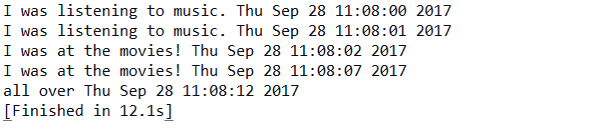 I was listening to music. Thu Sep 28 11:08:00 2017
I was listening to music. Thu Sep 28 11:08:01 2017
I was at the movies! Thu Sep 28 11:08:02 2017
I was at the movies! Thu Sep 28 11:08:07 2017
all over Thu Sep 28 11:08:12 2017
[Finished in 12.1s]